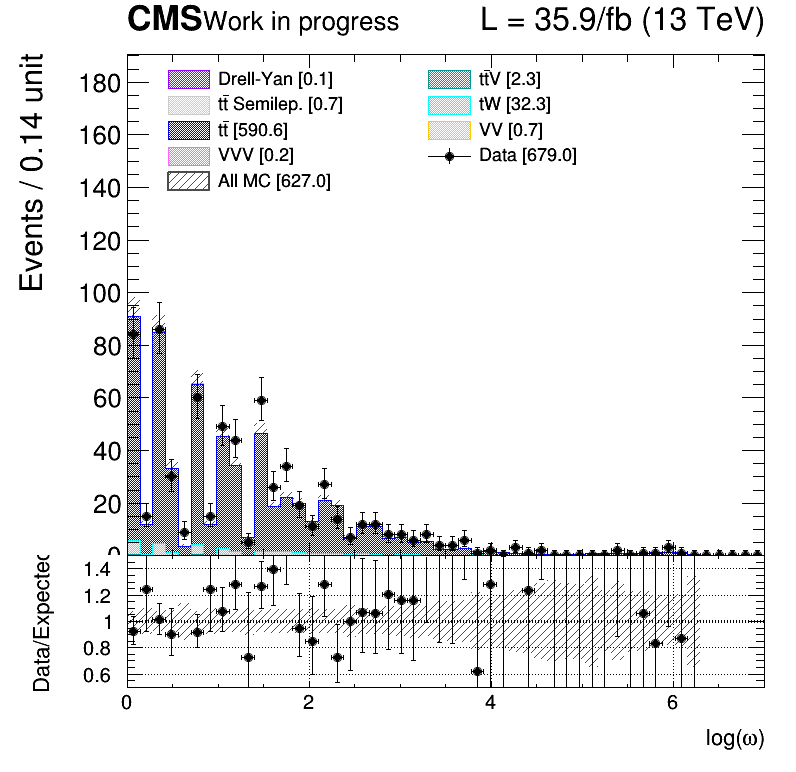 CMS Work in progress L = 35.9/fb (13 TeV)
Events / 0.14 unit
180
160
140
120
100
80
60
40
20
0
Drell-Yan [0.1]
tt̄ Semilep. [0.7]
tt̄ [590.6]
VVV [0.2]
All MC [627.0]
tt̄V [2.3]
tW [32.3]
VV [0.7]
Data [679.0]
Data/Expected
1.4
1.2
1
0.8
0.6
0 2 4 6
log(ω)